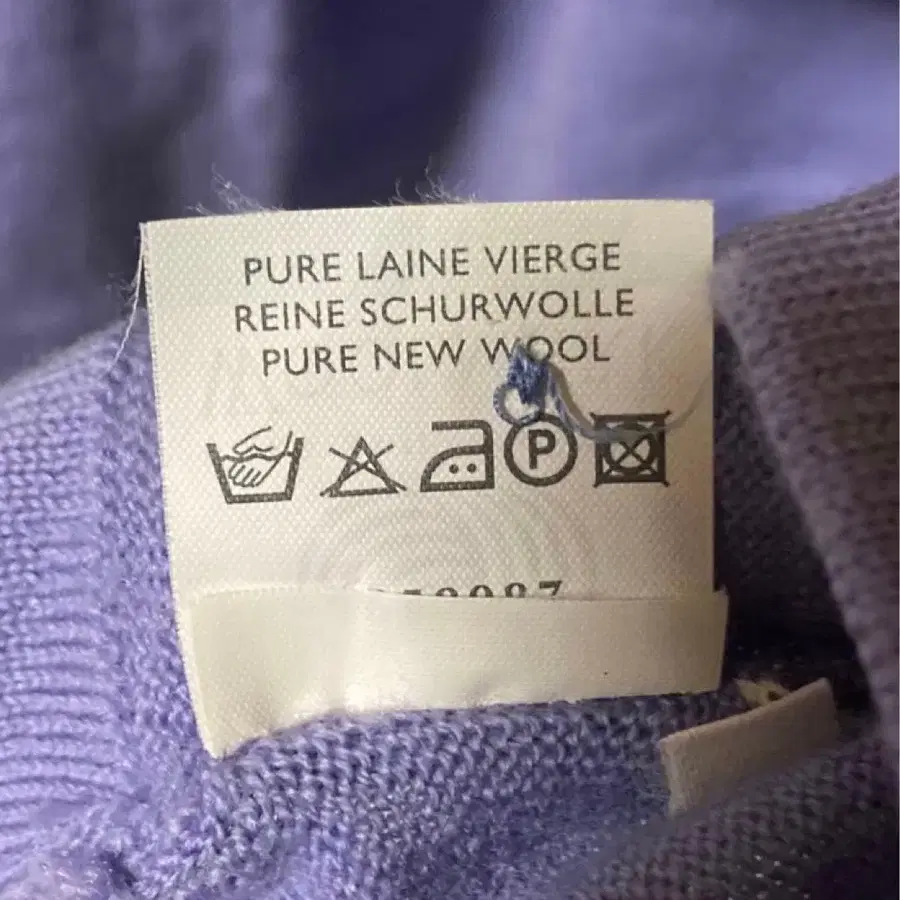 PURE LAINE VIERGE
REINE SCHURWOLLE
PURE NEW WOOL
P